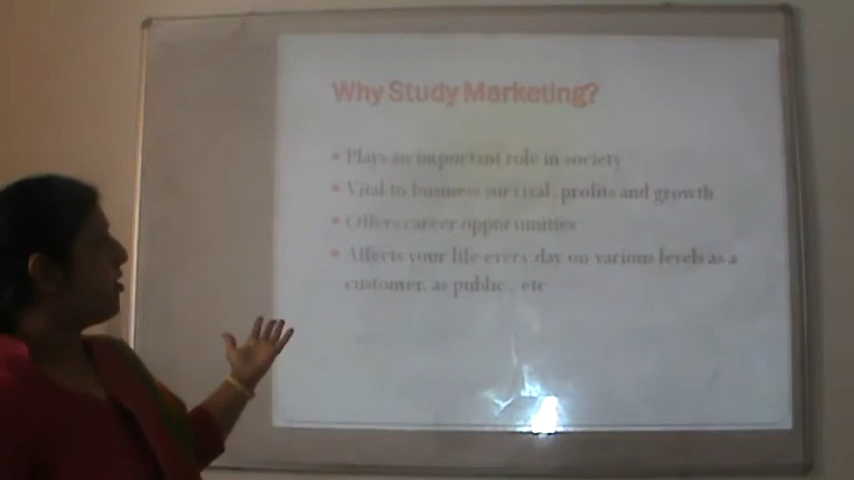 Why Study Marketing?
• Plays an important role in society
• Vital to business survival, profits and growth
• Offers career opportunities
• Affects your life every day on various levels as a
customer, as public , etc